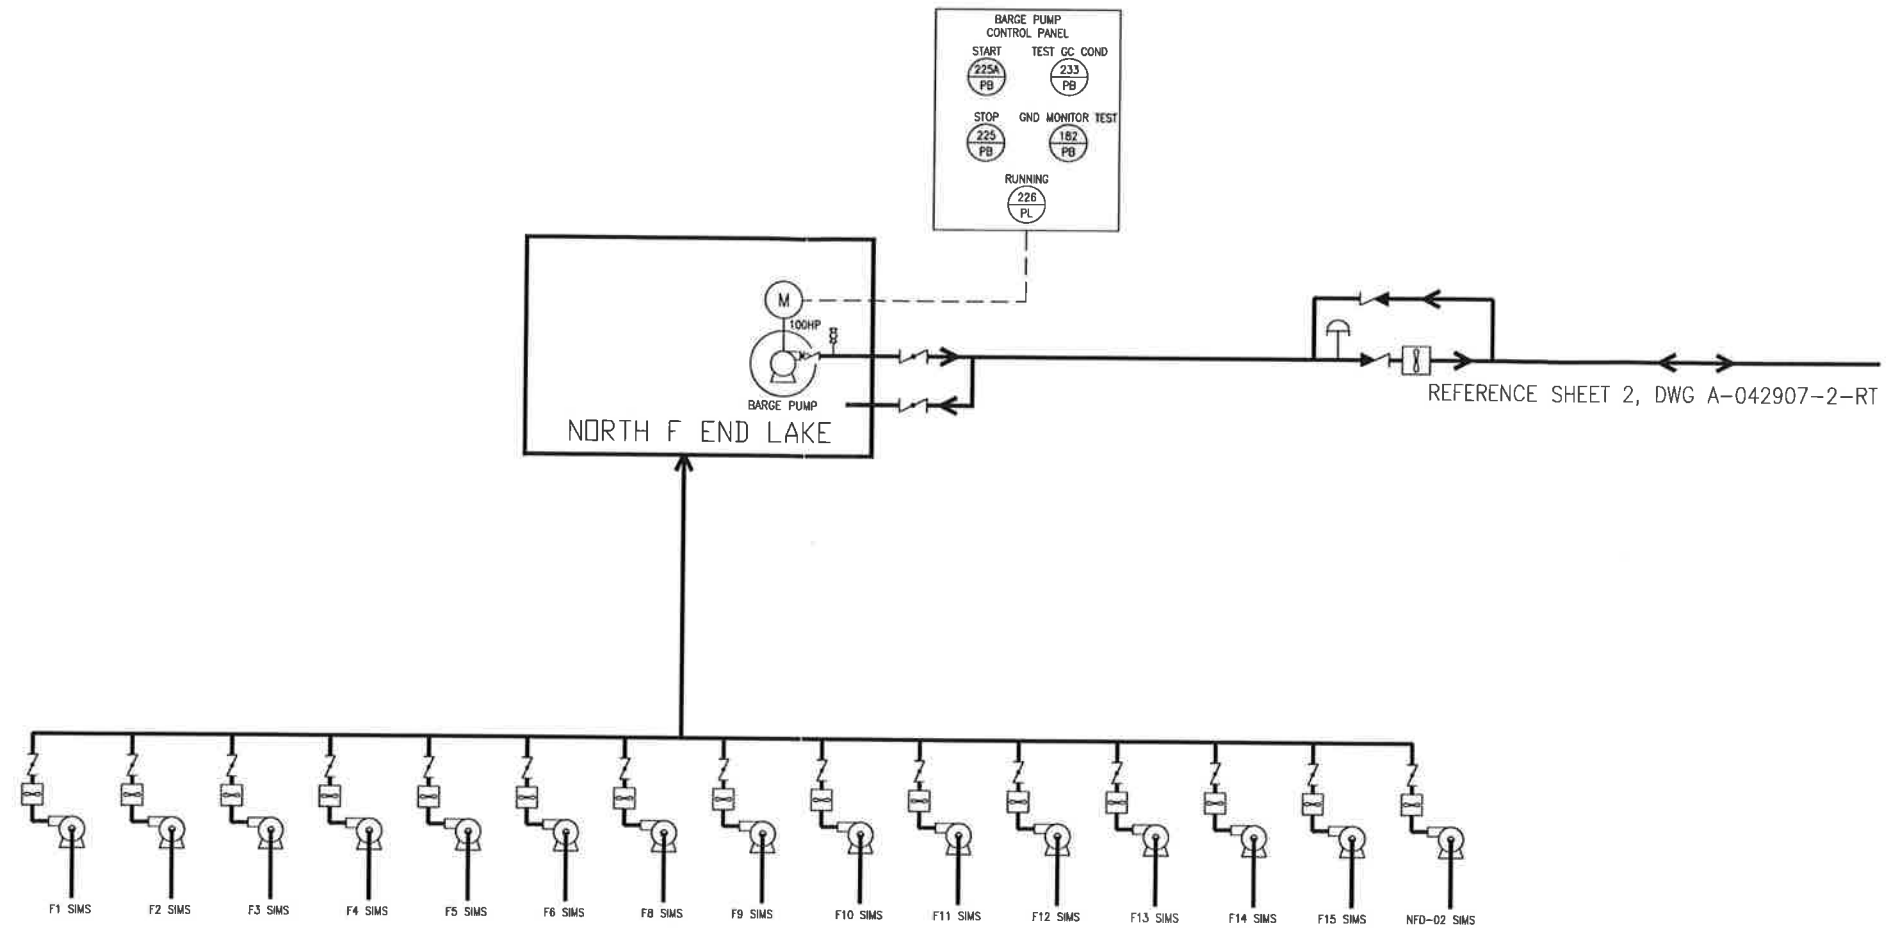 BARGE PUMP
CONTROL PANEL
START TEST GC COND
225A 233
PB PB
STOP GND MONITOR TEST
225 182
PB PB
RUNNING
226
PL
M
100HP
BARGE PUMP
NORTH F END LAKE
REFERENCE SHEET 2, DWG A-042907-2-RT
F1 SIMS F2 SIMS F3 SIMS F4 SIMS F5 SIMS F6 SIMS F8 SIMS F9 SIMS F10 SIMS F11 SIMS F12 SIMS F13 SIMS F14 SIMS F15 SIMS NFD-02 SIMS